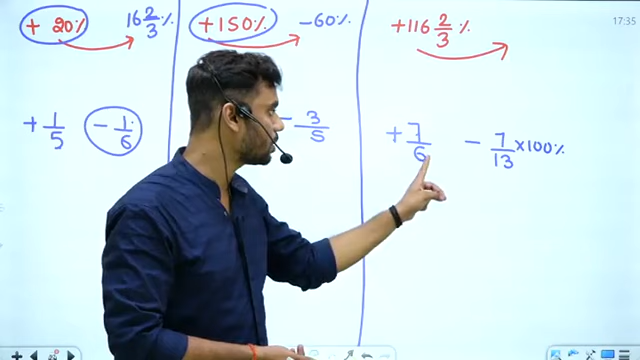 17:35
+ 20% 16 2/3 %
+ 1/5 - 1/6
+150% -60%
- 3/5
+116 2/3 %
+ 7/6 - 7/13 ×100%